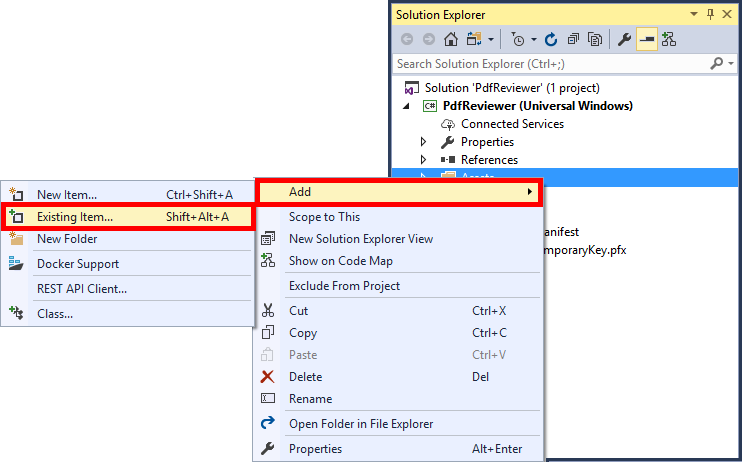 Solution Explorer
Search Solution Explorer (Ctrl+;)
Solution 'PdfReviewer' (1 project)
C# PdfReviewer (Universal Windows)
Connected Services
Properties
References
Assets
anifest
mporaryKey.pfx
Add
Scope to This
New Solution Explorer View
Show on Code Map
Exclude From Project
Cut Ctrl+X
Copy Ctrl+C
Paste Ctrl+V
Delete Del
Rename
Open Folder in File Explorer
Properties Alt+Enter
New Item... Ctrl+Shift+A
Existing Item... Shift+Alt+A
New Folder
Docker Support
REST API Client...
Class...